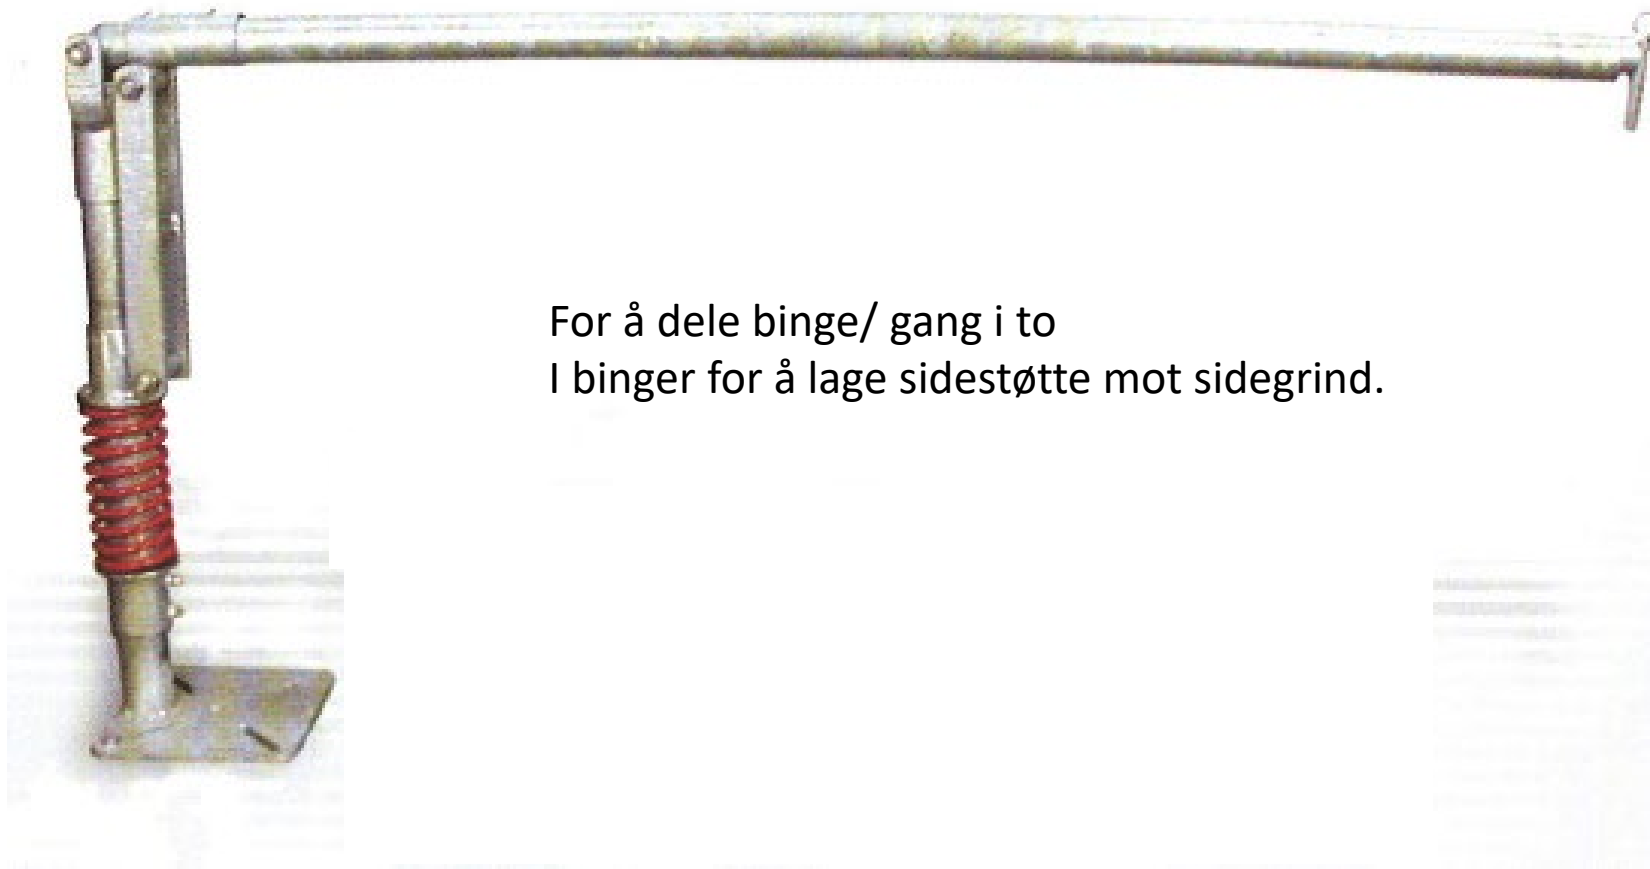 For å dele binge/ gang i to
I binger for å lage sidestøtte mot sidegrind.